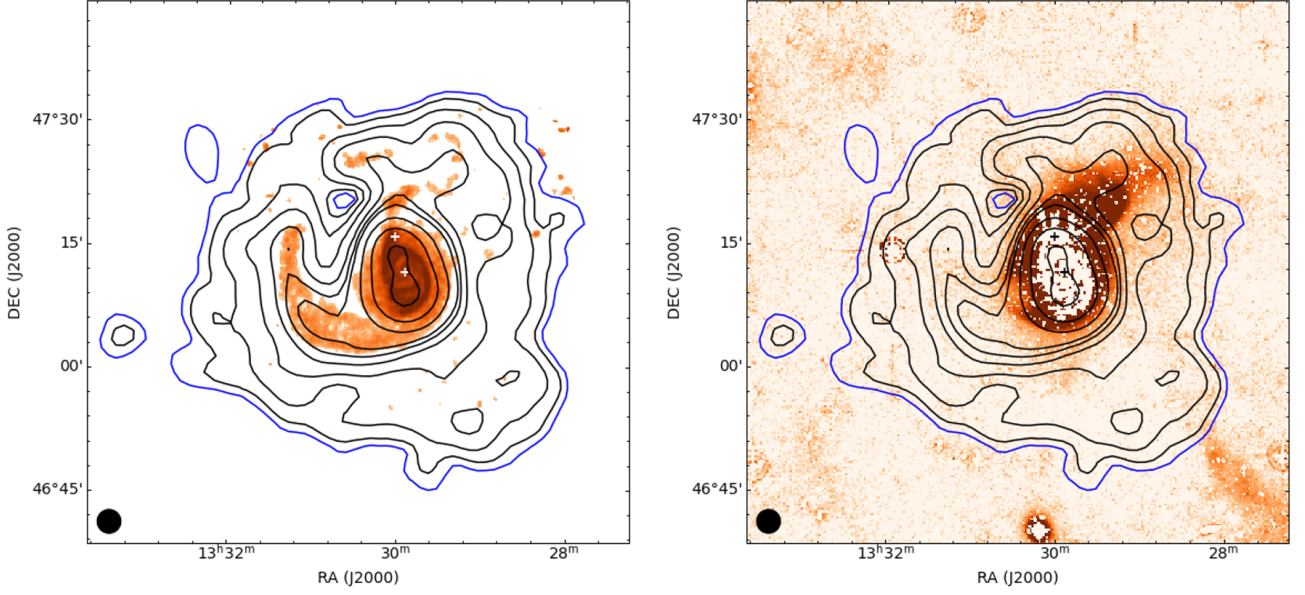 DEC (J2000)
47°30'
15'
00'
46°45'
13ʰ32ᵐ
30ᵐ
28ᵐ
RA (J2000)
DEC (J2000)
47°30'
15'
00'
46°45'
13ʰ32ᵐ
30ᵐ
28ᵐ
RA (J2000)